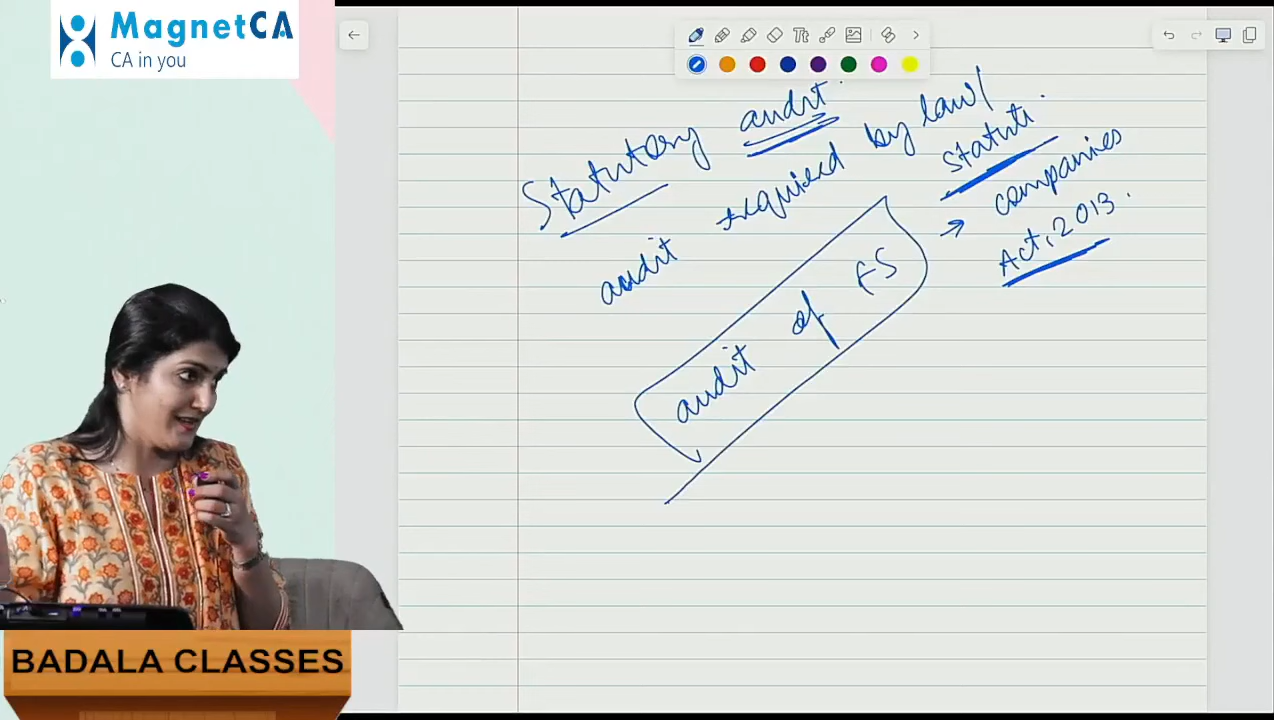 MagnetCA
CA in you
Tt
Statutory audit.
audit required by law/
statute.
→ companies
Act, 2013.
audit of FS
BADALA CLASSES